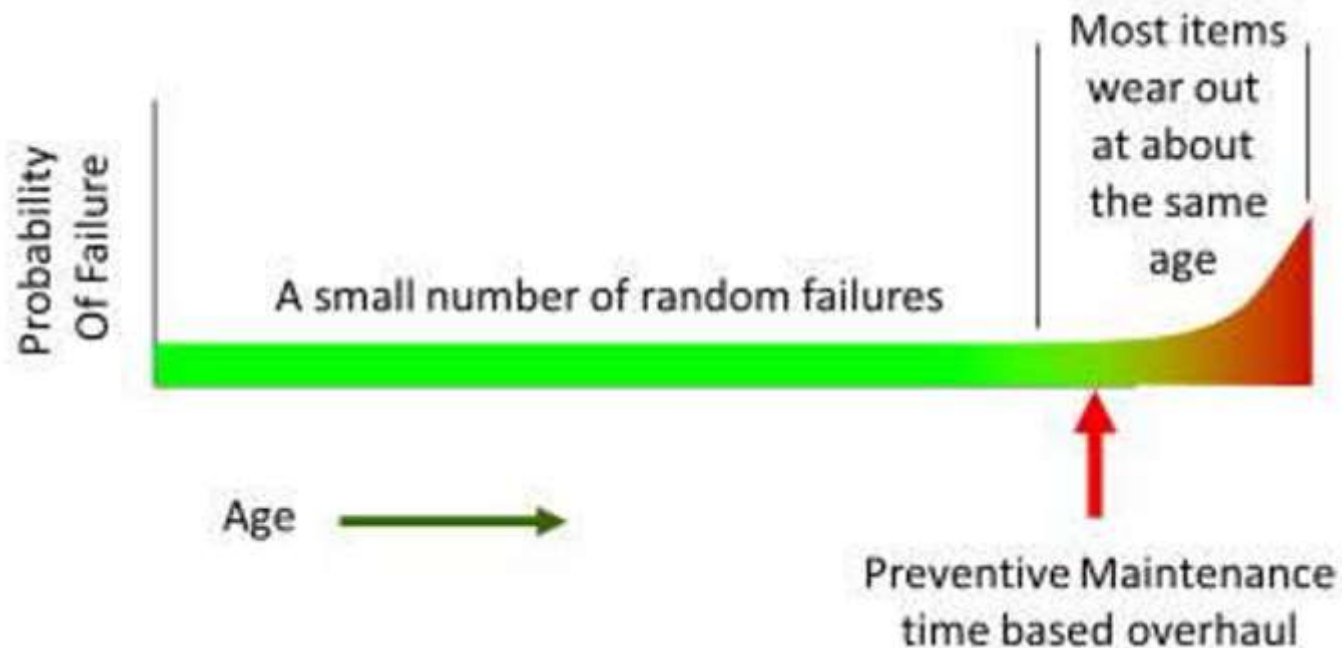 Most items
wear out
at about
the same
age
Probability
Of Failure
A small number of random failures
Age
Preventive Maintenance
time based overhaul